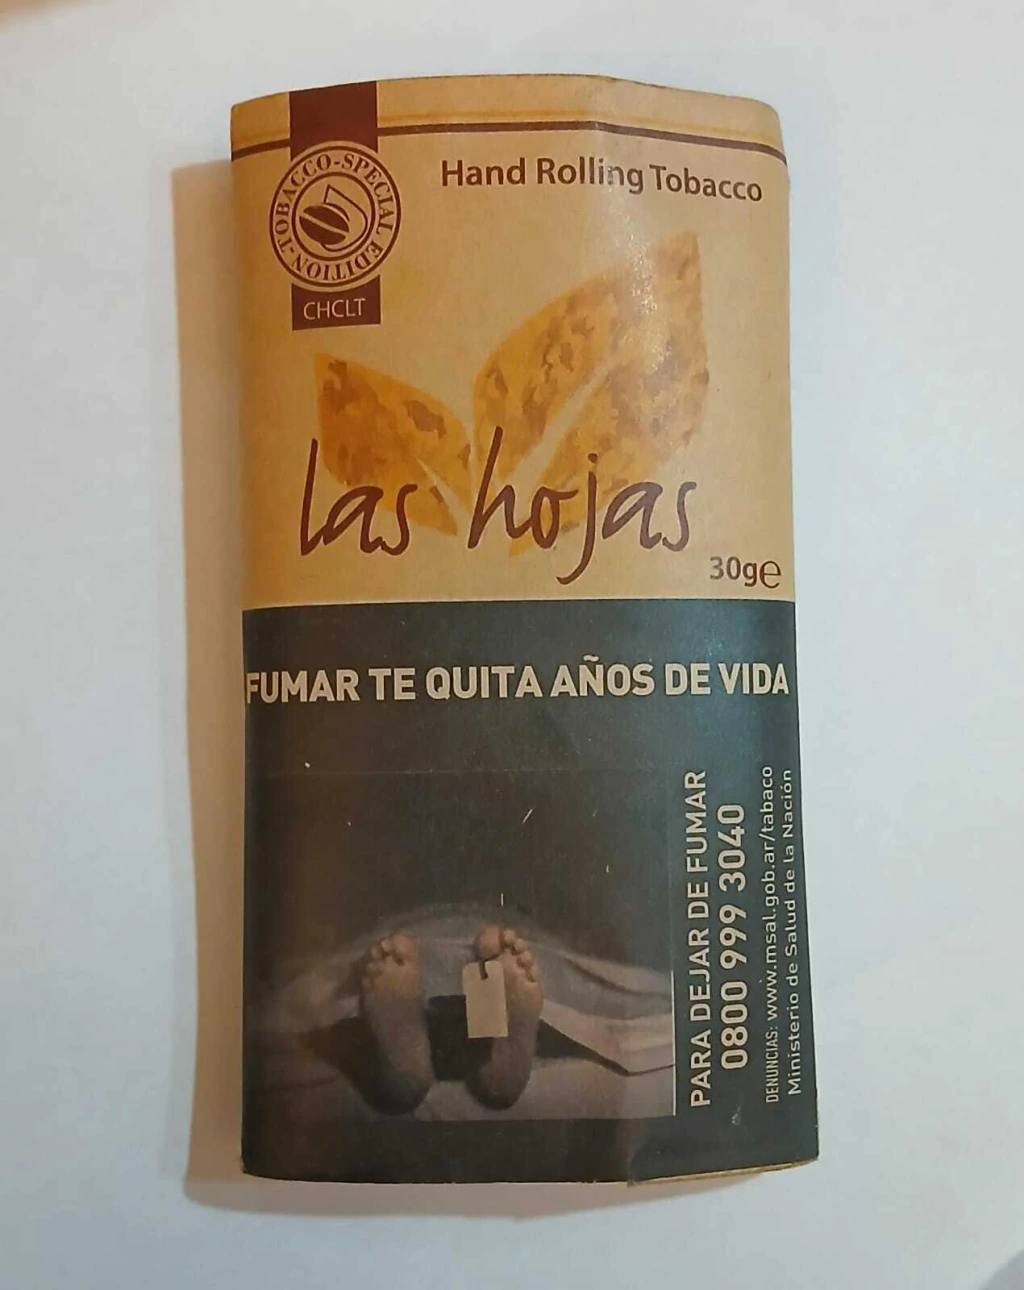 TOBACCO-SPECIAL EDITION-
CHCLT
Hand Rolling Tobacco
las hojas
30g℮
FUMAR TE QUITA AÑOS DE VIDA
PARA DEJAR DE FUMAR
0800 999 3040
DENUNCIAS: www.msal.gob.ar/tabaco
Ministerio de Salud de la Nación